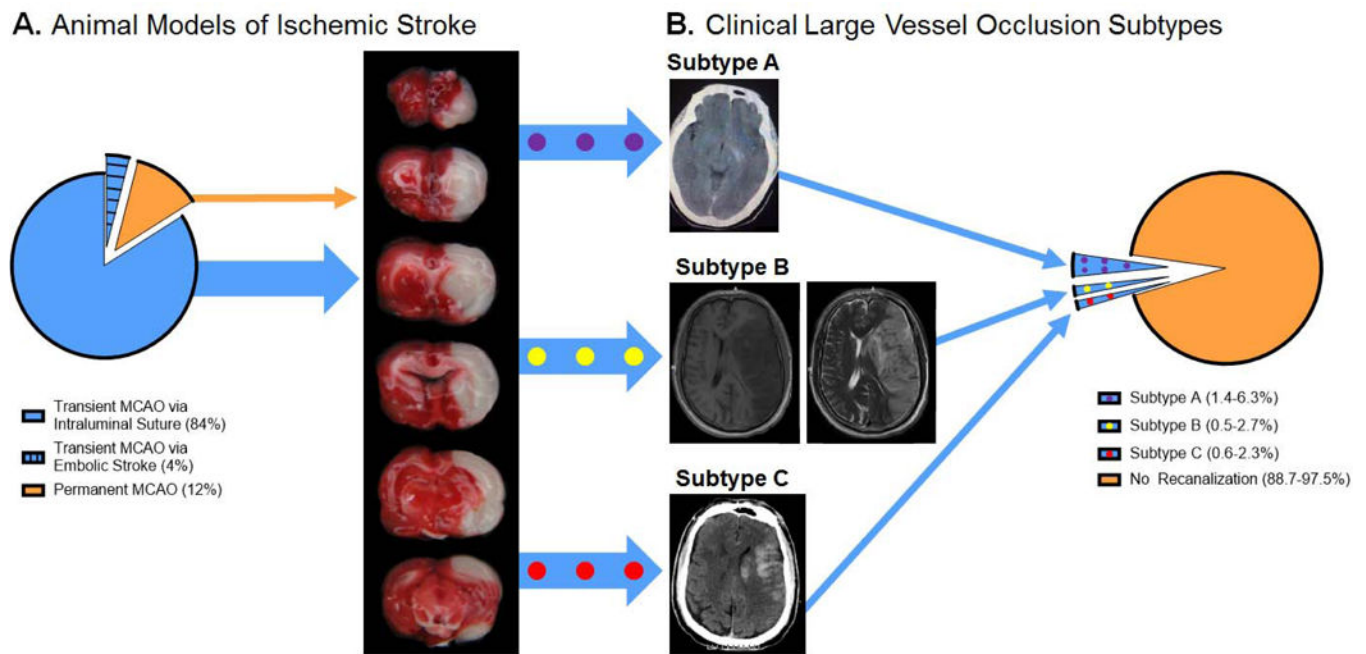 A. Animal Models of Ischemic Stroke
Transient MCAO via
Intraluminal Suture (84%)
Transient MCAO via
Embolic Stroke (4%)
Permanent MCAO (12%)
B. Clinical Large Vessel Occlusion Subtypes
Subtype A
Subtype B
Subtype C
Subtype A (1.4-6.3%)
Subtype B (0.5-2.7%)
Subtype C (0.6-2.3%)
No Recanalization (88.7-97.5%)